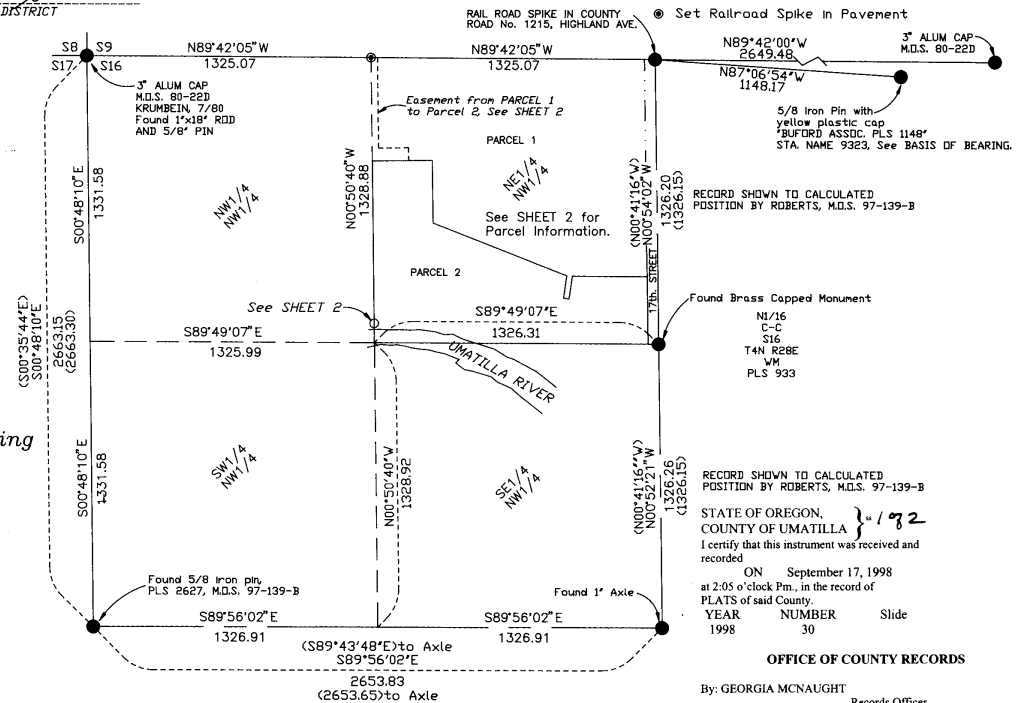 DISTRICT
RAIL ROAD SPIKE IN COUNTY
ROAD No. 1215, HIGHLAND AVE.
Set Railroad Spike in Pavement
S8 S9
S17 S16
N89°42'05"W
1325.07
N89°42'05"W
1325.07
N89°42'00"W
2649.48
N87°06'54"W
1148.17
3" ALUM CAP
M.O.S. 80-22D
3" ALUM CAP
M.O.S. 80-22D
KRUMBEIN, 7/80
Found 1"x18" ROD
AND 5/8" PIN
Easement from PARCEL 1
to Parcel 2, See SHEET 2
5/8 Iron Pin with
yellow plastic cap
"BUFORD ASSOC. PLS 1148"
STA. NAME 9323, See BASIS OF BEARING.
PARCEL 1
NE1/4
NW1/4
NW1/4
NW1/4
See SHEET 2 for
Parcel Information.
S00°48'10"E
1331.58
N00°50'40"W
1328.88
(N00°41'16"W)
N00°54'02"W
1326.20
(1326.15)
RECORD SHOWN TO CALCULATED
POSITION BY ROBERTS, M.O.S. 97-139-B
17th. STREET
PARCEL 2
See SHEET 2
S89°49'07"E
1326.31
S89°49'07"E
1325.99
UMATILLA RIVER
Found Brass Capped Monument
N1/16
C-C
S16
T4N R28E
WM
PLS 933
(S00°35'44"E)
S00°48'10"E
2663.15
(2663.30)
ing
S00°48'10"E
1331.58
SW1/4
NW1/4
N00°50'40"W
1328.92
SE1/4
NW1/4
(N00°41'16"W)
N00°52'21"W
1326.26
(1326.15)
RECORD SHOWN TO CALCULATED
POSITION BY ROBERTS, M.O.S. 97-139-B
STATE OF OREGON,
COUNTY OF UMATILLA } ss 192
I certify that this instrument was received and
recorded
ON September 17, 1998
at 2:05 o'clock Pm., in the record of
PLATS of said County.
YEAR NUMBER Slide
1998 30
OFFICE OF COUNTY RECORDS
By: GEORGIA MCNAUGHT
Records Officer
Found 5/8 iron pin,
PLS 2627, M.O.S. 97-139-B
Found 1" Axle
S89°56'02"E
1326.91
S89°56'02"E
1326.91
(S89°43'48"E)to Axle
S89°56'02"E
2653.83
(2653.65)to Axle